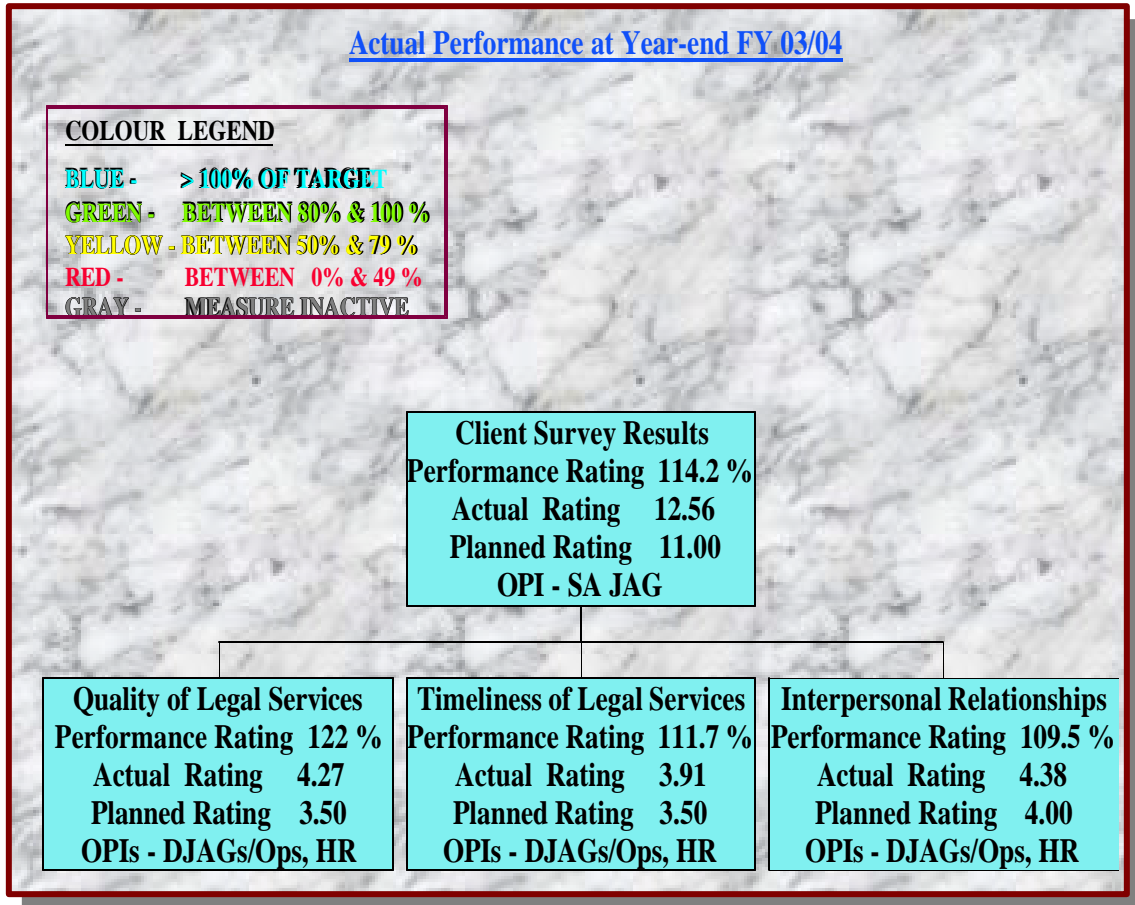 Actual Performance at Year-end FY 03/04
COLOUR LEGEND
BLUE - > 100% OF TARGET
GREEN - BETWEEN 80% & 100 %
YELLOW - BETWEEN 50% & 79 %
RED - BETWEEN 0% & 49 %
GRAY - MEASURE INACTIVE
Client Survey Results
Performance Rating 114.2 %
Actual Rating 12.56
Planned Rating 11.00
OPI - SA JAG
Quality of Legal Services
Performance Rating 122 %
Actual Rating 4.27
Planned Rating 3.50
OPIs - DJAGs/Ops, HR
Timeliness of Legal Services
Performance Rating 111.7 %
Actual Rating 3.91
Planned Rating 3.50
OPIs - DJAGs/Ops, HR
Interpersonal Relationships
Performance Rating 109.5 %
Actual Rating 4.38
Planned Rating 4.00
OPIs - DJAGs/Ops, HR